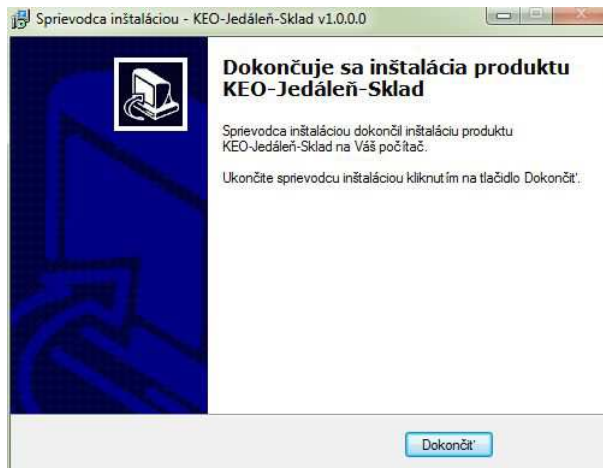 Sprievodca inštaláciou - KEO-Jedáleň-Sklad v1.0.0.0
Dokončuje sa inštalácia produktu
KEO-Jedáleň-Sklad
Sprievodca inštaláciou dokončil inštaláciu produktu
KEO-Jedáleň-Sklad na Váš počítač.
Ukončite sprievodcu inštaláciou kliknutím na tlačidlo Dokončiť.
Dokončiť